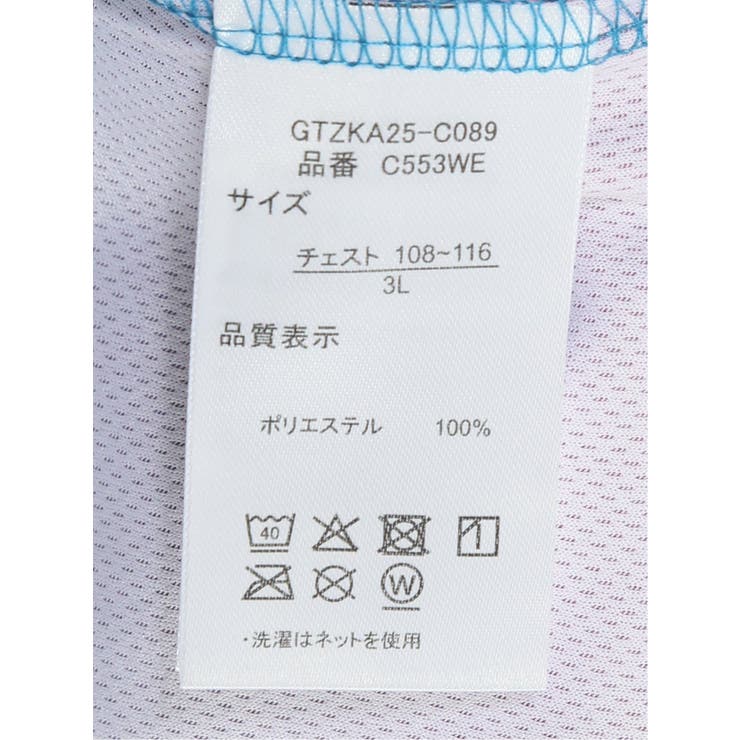 GTZKA25-C089
品番 C553WE
サイズ
チェスト 108~116
3L
品質表示
ポリエステル 100%
40
W
・洗濯はネットを使用